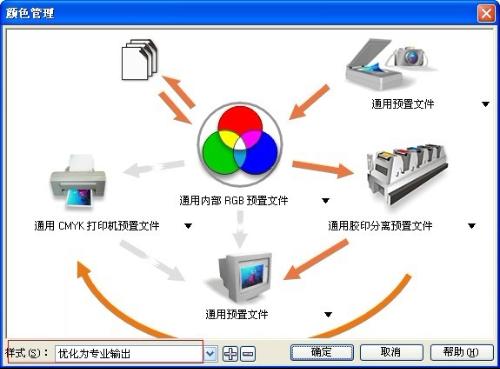 颜色管理
通用预置文件
通用内部 RGB 预置文件
通用 CMYK 打印机预置文件
通用胶印分离预置文件
通用预置文件
样式(S)： 优化为专业输出
确定 取消 帮助(H)